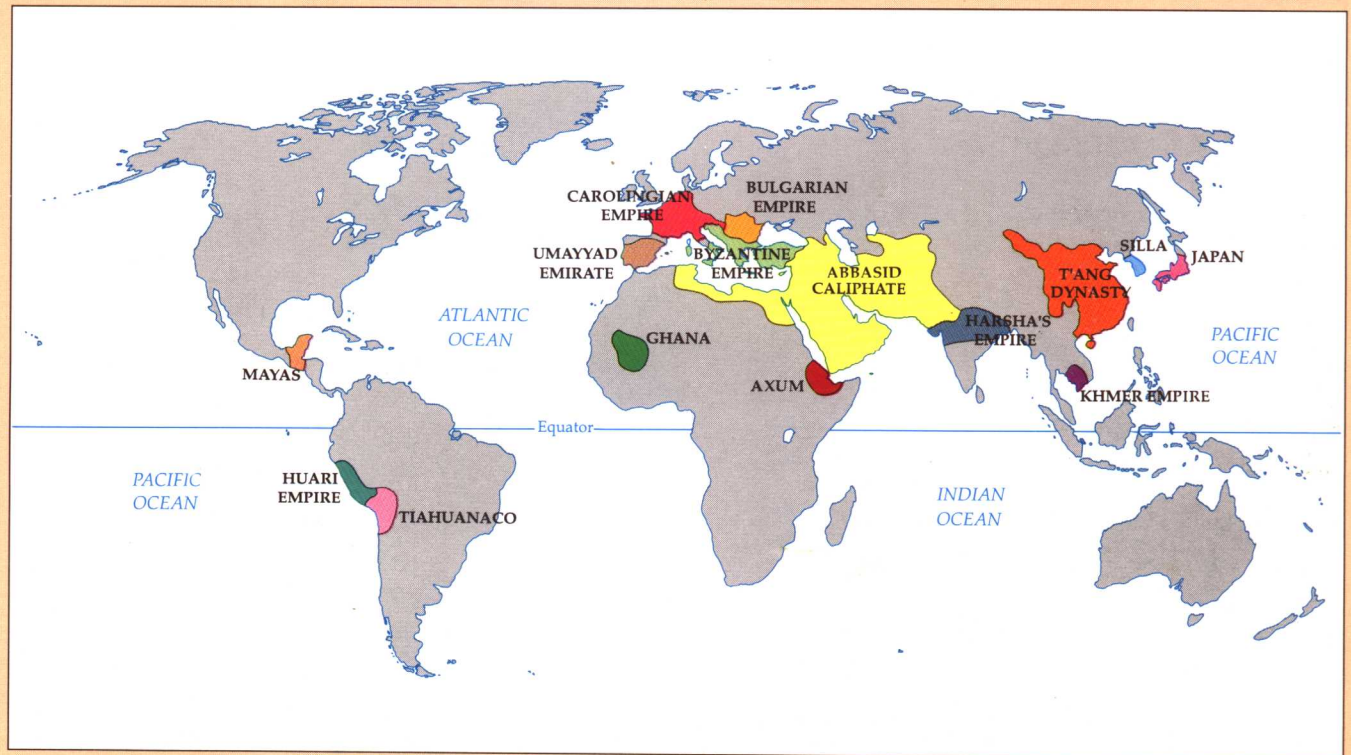 CAROLINGIAN
EMPIRE
BULGARIAN
EMPIRE
UMAYYAD
EMIRATE
BYZANTINE
EMPIRE
ABBASID
CALIPHATE
T'ANG
DYNASTY
SILLA
JAPAN
HARSHA'S
EMPIRE
ATLANTIC
OCEAN
GHANA
PACIFIC
OCEAN
MAYAS
AXUM
KHMER EMPIRE
Equator
PACIFIC
OCEAN
HUARI
EMPIRE
TIAHUANACO
INDIAN
OCEAN